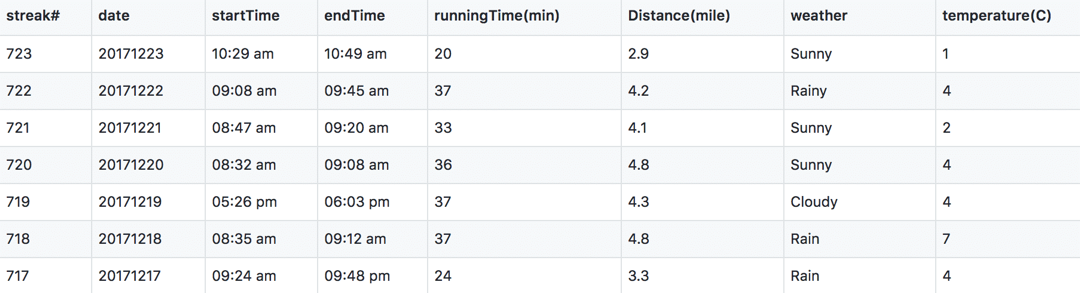 streak# date startTime endTime runningTime(min) Distance(mile) weather temperature(C)
723 20171223 10:29 am 10:49 am 20 2.9 Sunny 1
722 20171222 09:08 am 09:45 am 37 4.2 Rainy 4
721 20171221 08:47 am 09:20 am 33 4.1 Sunny 2
720 20171220 08:32 am 09:08 am 36 4.8 Sunny 4
719 20171219 05:26 pm 06:03 pm 37 4.3 Cloudy 4
718 20171218 08:35 am 09:12 am 37 4.8 Rain 7
717 20171217 09:24 am 09:48 pm 24 3.3 Rain 4